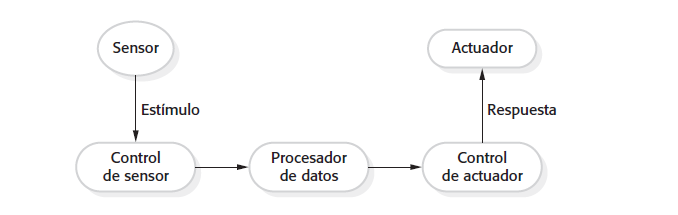 Sensor
Actuador
Estímulo
Respuesta
Control
de sensor
Procesador
de datos
Control
de actuador